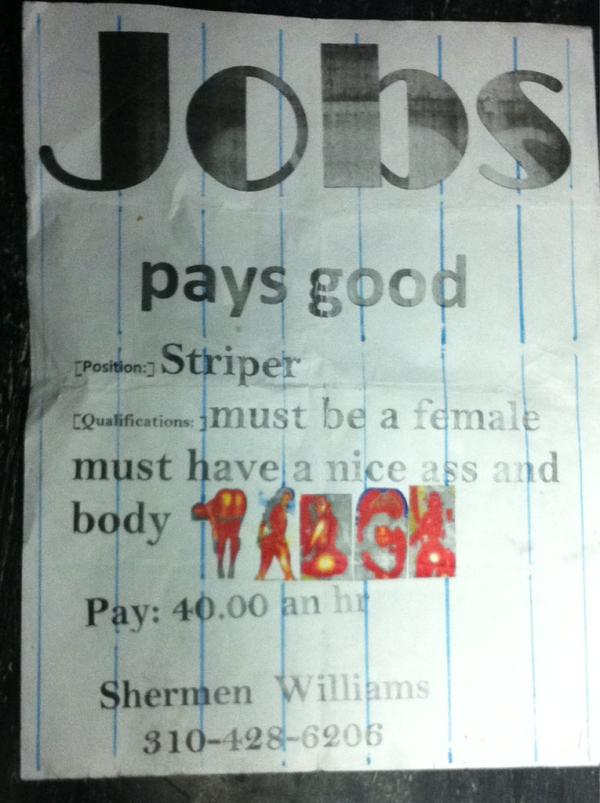 Jobs
pays good
[Position:] Striper
[Qualifications: ]must be a female
must have a nice ass and
body
Pay: 40.00 an hr
Shermen Williams
310-428-6206